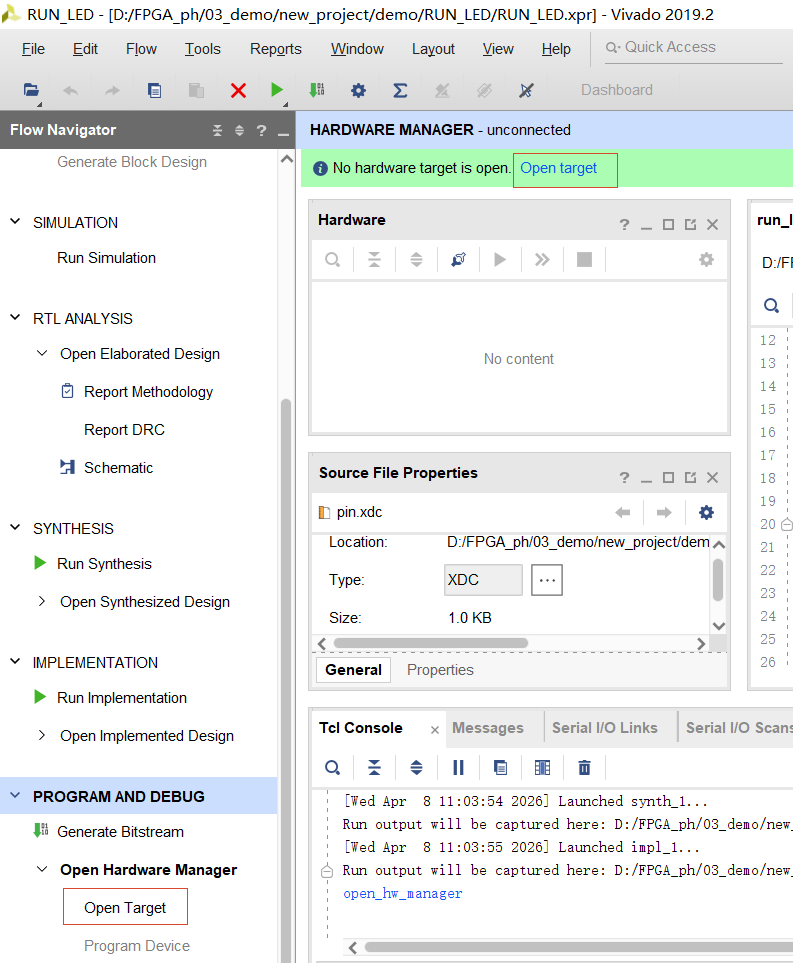 RUN_LED - [D:/FPGA_ph/03_demo/new_project/demo/RUN_LED/RUN_LED.xpr] - Vivado 2019.2
File Edit Flow Tools Reports Window Layout View Help Quick Access
Dashboard
Flow Navigator
Generate Block Design
SIMULATION
Run Simulation
RTL ANALYSIS
Open Elaborated Design
Report Methodology
Report DRC
Schematic
SYNTHESIS
Run Synthesis
Open Synthesized Design
IMPLEMENTATION
Run Implementation
Open Implemented Design
PROGRAM AND DEBUG
Generate Bitstream
Open Hardware Manager
Open Target
Program Device
HARDWARE MANAGER - unconnected
No hardware target is open. Open target
Hardware
No content
Source File Properties
pin.xdc
Location: D:/FPGA_ph/03_demo/new_project/dem
Type: XDC
Size: 1.0 KB
General Properties
Tcl Console Messages Serial I/O Links Serial I/O Scans
[Wed Apr 8 11:03:54 2026] Launched synth_1...
Run output will be captured here: D:/FPGA_ph/03_demo/new_
[Wed Apr 8 11:03:55 2026] Launched impl_1...
Run output will be captured here: D:/FPGA_ph/03_demo/new_
open_hw_manager
run_l
D:/FP
12
13
14
15
16
17
18
19
20
21
22
23
24
25
26